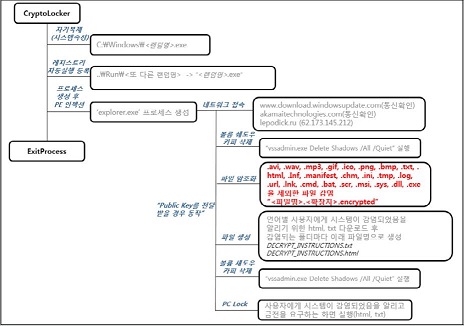 CryptoLocker
자기복제
(시스템속성)
C:\Windows\<랜덤명>.exe
레지스트리
자동실행 등록
..\Run\<또 다른 랜덤명> -> "<랜덤명>.exe"
프로세스
생성 후
PE 인젝션
'explorer.exe' 프로세스 생성
ExitProcess
네트워크 접속
www.download.windowsupdate.com(통신확인)
akamaitechnologies.com(통신확인)
lepodick.ru (62.173.145.212)
볼륨 섀도우
카피 삭제
"vssadmin.exe Delete Shadows /All /Quiet" 실행
파일 암호화
.avi, .wav, .mp3, .gif, .ico, .png, .bmp, .txt, .
html, .inf, .manifest, .chm, .ini, .tmp, .log,
.url, .lnk, .cmd, .bat, .scr, .msi, .sys, .dll, .exe
을 제외한 파일 감염
"<파일명>.<확장자>.encrypted"
"Public Key를 전달
받을 경우 동작"
파일 생성
언어별 사용자에게 시스템이 감염되었음을
알리기 위한 html, txt 다운로드 후
감염되는 폴더마다 아래 파일명으로 생성
DECRYPT_INSTRUCTIONS.txt
DECRYPT_INSTRUCTIONS.html
볼륨 섀도우
카피 삭제
"vssadmin.exe Delete Shadows /All /Quiet" 실행
PC Lock
사용자에게 시스템이 감염되었음을 알리고
금전을 요구하는 화면 실행(html, txt)